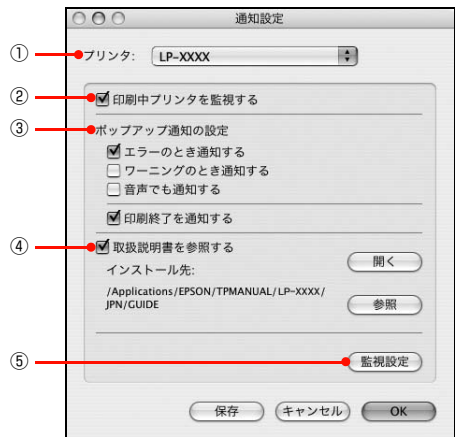 通知設定
① プリンタ: LP-XXXX
② 印刷中プリンタを監視する
③ ポップアップ通知の設定
エラーのとき通知する
ワーニングのとき通知する
音声でも通知する
印刷終了を通知する
④ 取扱説明書を参照する
開く
インストール先:
/Applications/EPSON/TPMANUAL/LP-XXXX/
JPN/GUIDE
参照
⑤ 監視設定
保存 キャンセル OK